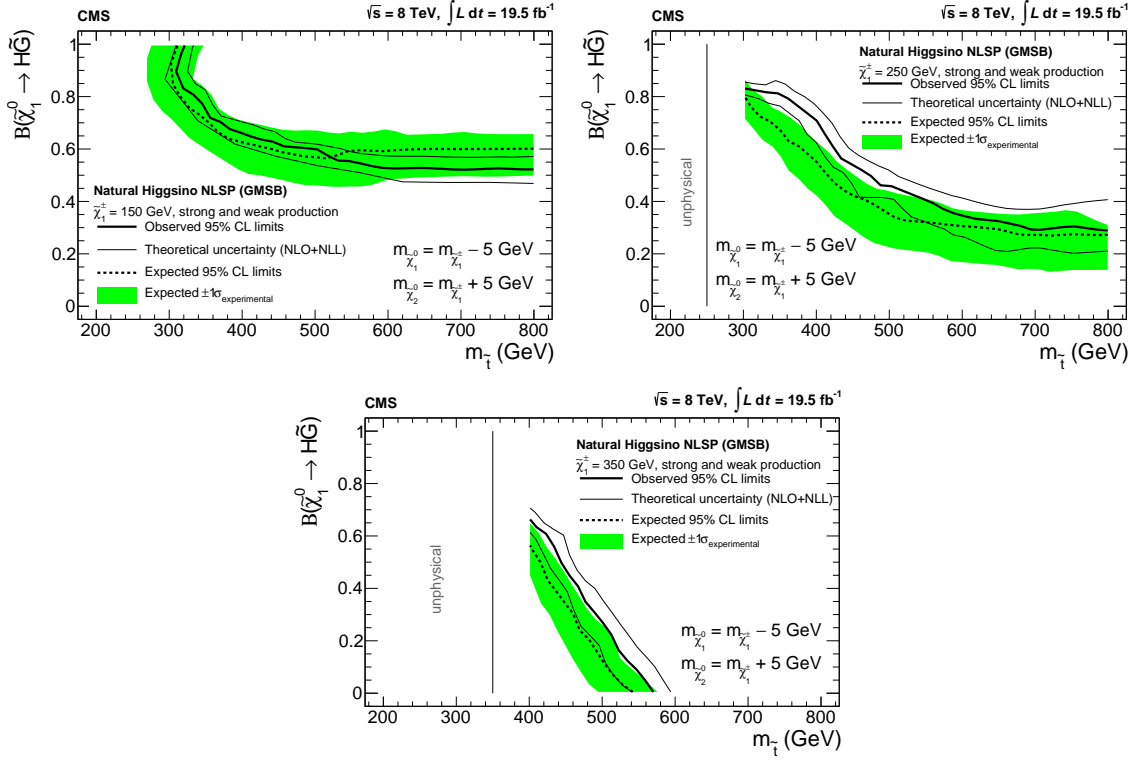 CMS
√s = 8 TeV, ∫L dt = 19.5 fb⁻¹
B(χ̃₁⁰ → HG̃)
1
0.8
0.6
0.4
0.2
0
Natural Higgsino NLSP (GMSB)
χ̃₁± = 150 GeV, strong and weak production
Observed 95% CL limits
Theoretical uncertainty (NLO+NLL)
Expected 95% CL limits
Expected ±1σexperimental
mχ̃₁⁰ = mχ̃₁± − 5 GeV
mχ̃₂⁰ = mχ̃₁± + 5 GeV
200 300 400 500 600 700 800
mt̃ (GeV)
CMS
√s = 8 TeV, ∫L dt = 19.5 fb⁻¹
B(χ̃₁⁰ → HG̃)
1
0.8
0.6
0.4
0.2
0
unphysical
Natural Higgsino NLSP (GMSB)
χ̃₁± = 250 GeV, strong and weak production
Observed 95% CL limits
Theoretical uncertainty (NLO+NLL)
Expected 95% CL limits
Expected ±1σexperimental
mχ̃₁⁰ = mχ̃₁± − 5 GeV
mχ̃₂⁰ = mχ̃₁± + 5 GeV
200 300 400 500 600 700 800
mt̃ (GeV)
CMS
√s = 8 TeV, ∫L dt = 19.5 fb⁻¹
B(χ̃₁⁰ → HG̃)
1
0.8
0.6
0.4
0.2
0
unphysical
Natural Higgsino NLSP (GMSB)
χ̃₁± = 350 GeV, strong and weak production
Observed 95% CL limits
Theoretical uncertainty (NLO+NLL)
Expected 95% CL limits
Expected ±1σexperimental
mχ̃₁⁰ = mχ̃₁± − 5 GeV
mχ̃₂⁰ = mχ̃₁± + 5 GeV
200 300 400 500 600 700 800
mt̃ (GeV)